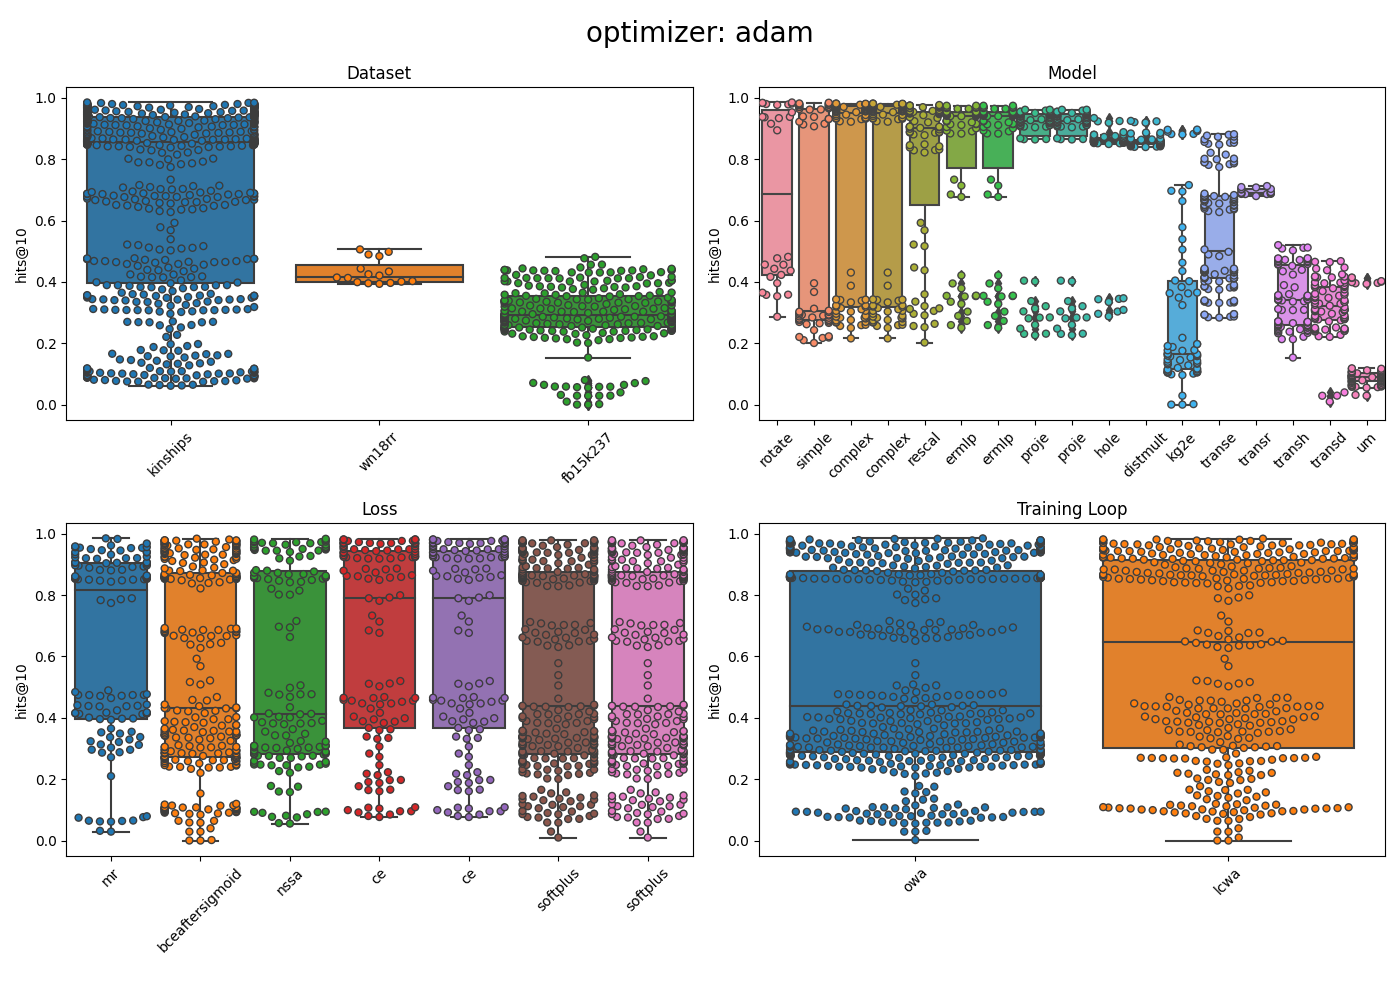 optimizer: adam
Dataset
hits@10
1.0
0.8
0.6
0.4
0.2
0.0
kinships
wn18rr
fb15k237
Model
hits@10
1.0
0.8
0.6
0.4
0.2
0.0
rotate
simple
complex
complex
rescal
ermlp
ermlp
proje
proje
hole
distmult
kg2e
transe
transr
transh
transd
um
Loss
hits@10
1.0
0.8
0.6
0.4
0.2
0.0
mr
bceaftersigmoid
nssa
ce
ce
softplus
softplus
Training Loop
hits@10
1.0
0.8
0.6
0.4
0.2
0.0
owa
lcwa